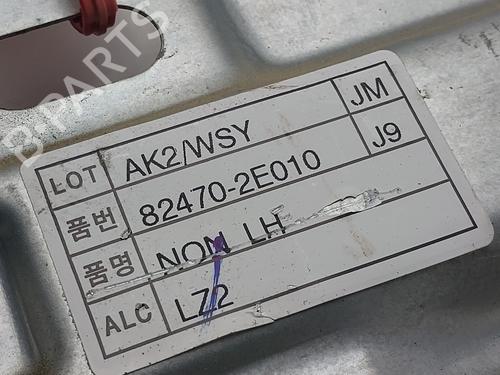 B-PARTS
LOT AK2/WSY JM
품번 82470-2E010 J9
품명 NON LH
ALC LZ2